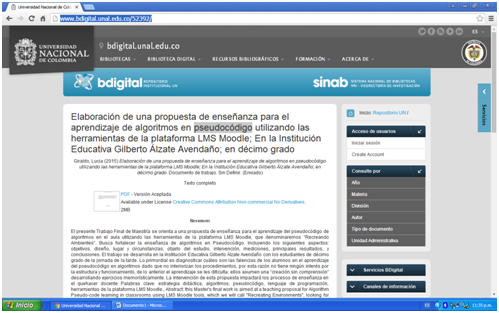 Universidad Nacional de Col
www.bdigital.unal.edu.co/52392/
ES
UNIVERSIDAD
NACIONAL
DE COLOMBIA
bdigital.unal.edu.co
BIBLIOTECAS BIBLIOTECA DIGITAL RECURSOS BIBLIOGRÁFICOS FORMACIÓN ACERCA DE
bdigital REPOSITORIO INSTITUCIONAL UN
sinab SISTEMA NACIONAL DE BIBLIOTECAS
Servicios
Elaboración de una propuesta de enseñanza para el
aprendizaje de algoritmos en pseudocódigo utilizando las
herramientas de la plataforma LMS Moodle; En la Institución
Educativa Gilberto Álzate Avendaño; en décimo grado
Giraldo, Lucia (2015) Elaboración de una propuesta de enseñanza para el aprendizaje de algoritmos en pseudocódigo
utilizando las herramientas de la plataforma LMS Moodle; En la Institución Educativa Gilberto Álzate Avendaño; en
décimo grado. Documento de trabajo. Sin Definir. (Enviado)
Texto completo
PDF - Versión Aceptada
Available under License Creative Commons Attribution Non-commercial No Derivatives.
2MB
Resumen
El presente Trabajo Final de Maestría se orienta a una propuesta de enseñanza para el aprendizaje del pseudocódigo de
algoritmos en el aula utilizando las herramientas de la plataforma LMS Moodle, que denominaremos "Recreando
Ambientes". Busca fortalecer la enseñanza de algoritmos en Pseudocódigo. Incluyendo los siguientes aspectos:
objetivos, diseño, lugar y circunstancias, objeto del estudio, intervención, mediciones, principales resultados, y
conclusiones. El trabajo se desarrolla en la Institución Educativa Gilberto Álzate Avendaño con los estudiantes de décimo
grado de la jornada de la tarde. Lo primordial es diagnosticar cuáles son las falencias de los alumnos en el aprendizaje
del pseudocódigo en algoritmos dado que no interiorizan los procedimientos, por esta razón no tiene ningún interés por
la estructura y funcionamiento, de lo anterior el aprendizaje se les dificulta, ellos asumen una "creación sin comprensión"
desarrollando ejercicios memorísticamente. La intervención de esta propuesta impactará los procesos de enseñanza en
el quehacer docente Palabras clave: estrategia didáctica, algoritmos, pseudocódigo, lenguaje de programación,
herramientas de la plataforma LMS Moodle., Abstract: this Master's final work is aimed at a teaching proposal for Algorithm
Pseudo-code learning in classrooms using LMS Moodle tools, which we will call "Recreating Environments", looking for
Inicio: Repositorio UN
Acceso de usuarios
Iniciar sesión
Create Account
Consulte por
Año
Materia
División
Autor
Tipo de documento
Unidad Administrativa
Servicios BDigital
Canales de información
Inicio
Universidad Nacional
Documento1 - Micros...
ES
11:35 p.m.